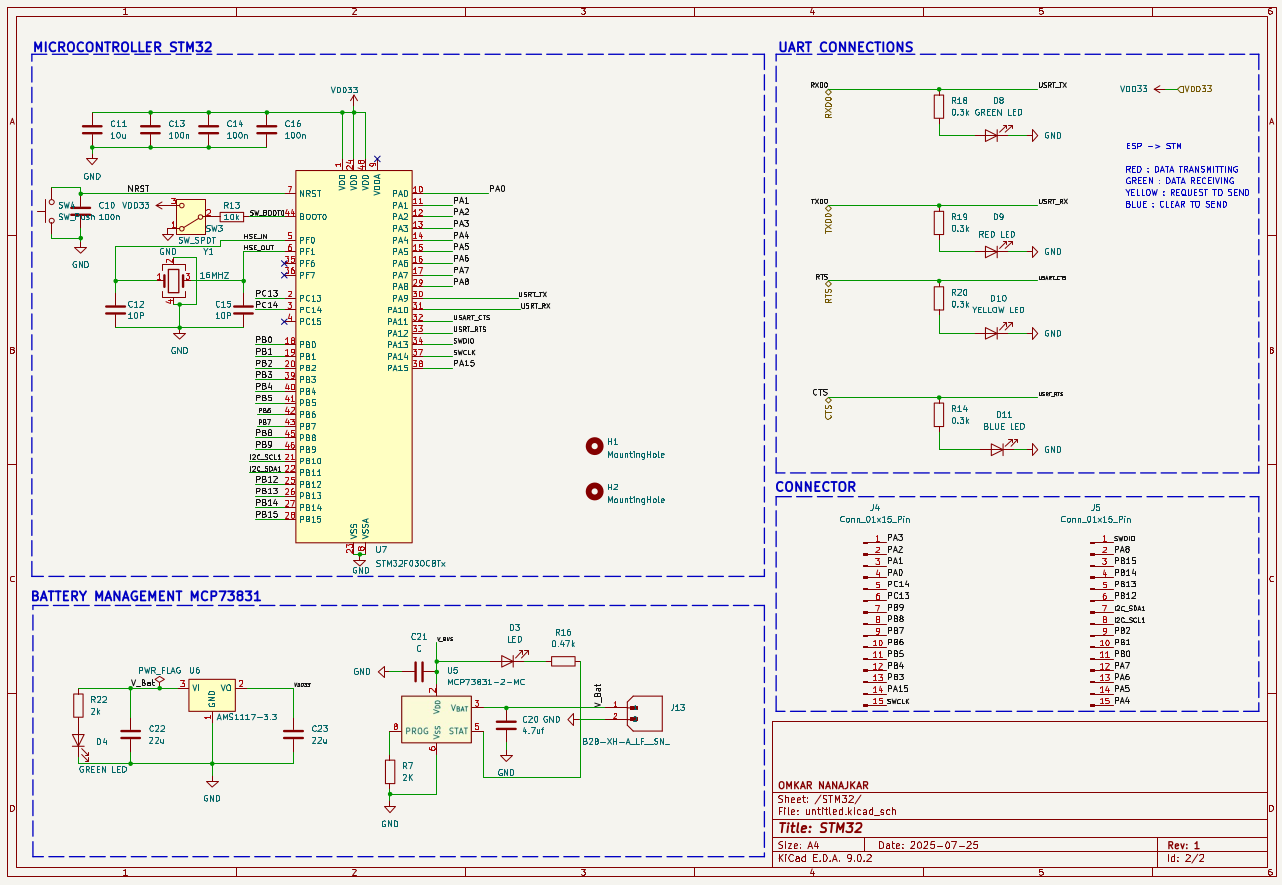 1 2 3 4 5 6
MICROCONTROLLER STM32
VDD33
A
C11
10u
C13
100n
C14
100n
C16
100n
GND
1 24 48 9
VDD VDD VDD VDDA
NRST
7 NRST
C10
100n
SW_Push
VDD33
3
2
1
SW3
SW_SPDT
GND
R13
10k
SW_BOOT0
44 BOOT0
GND
HSE_IN
5 PF0
HSE_OUT
6 PF1
35 PF6
36 PF7
Y1
16MHZ
1 2 3 4
C12
10P
C15
10P
GND
PC13 2 PC13
PC14 3 PC14
4 PC15
B
PB0 18 PB0
PB1 19 PB1
PB2 20 PB2
PB3 39 PB3
PB4 40 PB4
PB5 41 PB5
PB6 42 PB6
PB7 43 PB7
PB8 45 PB8
PB9 46 PB9
I2C_SCL1 21 PB10
I2C_SDA1 22 PB11
PB12 25 PB12
PB13 26 PB13
PB14 27 PB14
PB15 28 PB15
PA0 10 PA0
PA1 11 PA1
PA2 12 PA2
PA3 13 PA3
PA4 14 PA4
PA5 15 PA5
PA6 16 PA6
PA7 17 PA7
PA8 29 PA8
PA9 30 USRT_TX
PA10 31 USRT_RX
PA11 32 USART_CTS
PA12 33 USRT_RTS
PA13 34 SWDIO
PA14 37 SWCLK
PA15 38 PA15
VSS VSSA
23 8
GND
U7
STM32F030C8Tx
H1
MountingHole
H2
MountingHole
C
UART CONNECTIONS
RXD0
RXD0
USRT_TX
R18
0.3k
D8
GREEN LED
GND
VDD33 VDD33
ESP -> STM
RED : DATA TRANSMITTING
GREEN : DATA RECEIVING
YELLOW : REQUEST TO SEND
BLUE : CLEAR TO SEND
TXD0
TXD0
USRT_RX
R19
0.3k
D9
RED LED
GND
RTS
RTS
USART_CTS
R20
0.3k
D10
YELLOW LED
GND
CTS
CTS
USRT_RTS
R14
0.3k
D11
BLUE LED
GND
CONNECTOR
J4
Conn_01x15_Pin
1 PA3
2 PA2
3 PA1
4 PA0
5 PC14
6 PC13
7 PB9
8 PB8
9 PB7
10 PB6
11 PB5
12 PB4
13 PB3
14 PA15
15 SWCLK
J5
Conn_01x15_Pin
1 SWDIO
2 PA8
3 PB15
4 PB14
5 PB13
6 PB12
7 I2C_SDA1
8 I2C_SCL1
9 PB2
10 PB1
11 PB0
12 PA7
13 PA6
14 PA5
15 PA4
BATTERY MANAGEMENT MCP73831
PWR_FLAG
V_Bat
U6
3 VI VO 2
GND
1
AMS1117-3.3
VDD33
R22
2k
D4
GREEN LED
C22
22u
C23
22u
GND
C21
C
GND
V_BUS
D3
LED
R16
0.47k
U5
MCP73831-2-MC
2
VDD
VBAT 3
8 PROG
STAT 5
VSS
6
R7
2K
GND
C20
4.7uf
GND
GND
V_Bat
1
2
J13
B2B-XH-A_LF__SN_
D
OMKAR NANAJKAR
Sheet: /STM32/
File: untitled.kicad_sch
Title: STM32
Size: A4 Date: 2025-07-25 Rev: 1
KiCad E.D.A. 9.0.2 Id: 2/2
1 2 3 4 5 6